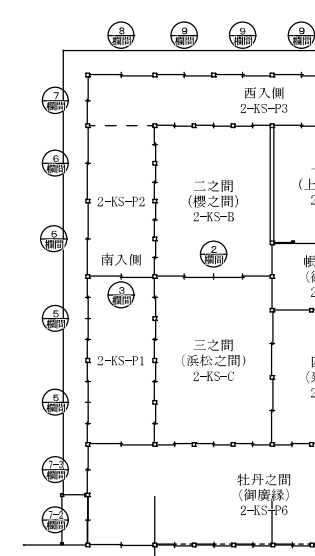 8
欄間
9
欄間
9
欄間
9
欄間
7
欄間
西入側
2-KS-P3
6
欄間
二之間
(櫻之間)
2-KS-B
2-KS-P2
(上
2
6
欄間
2
欄間
南入側
3
欄間
5
欄間
三之間
(浜松之間)
2-KS-C
2-KS-P1
5
欄間
7-3
欄間
牡丹之間
(御廣縁)
2-KS-P6
7-2
欄間